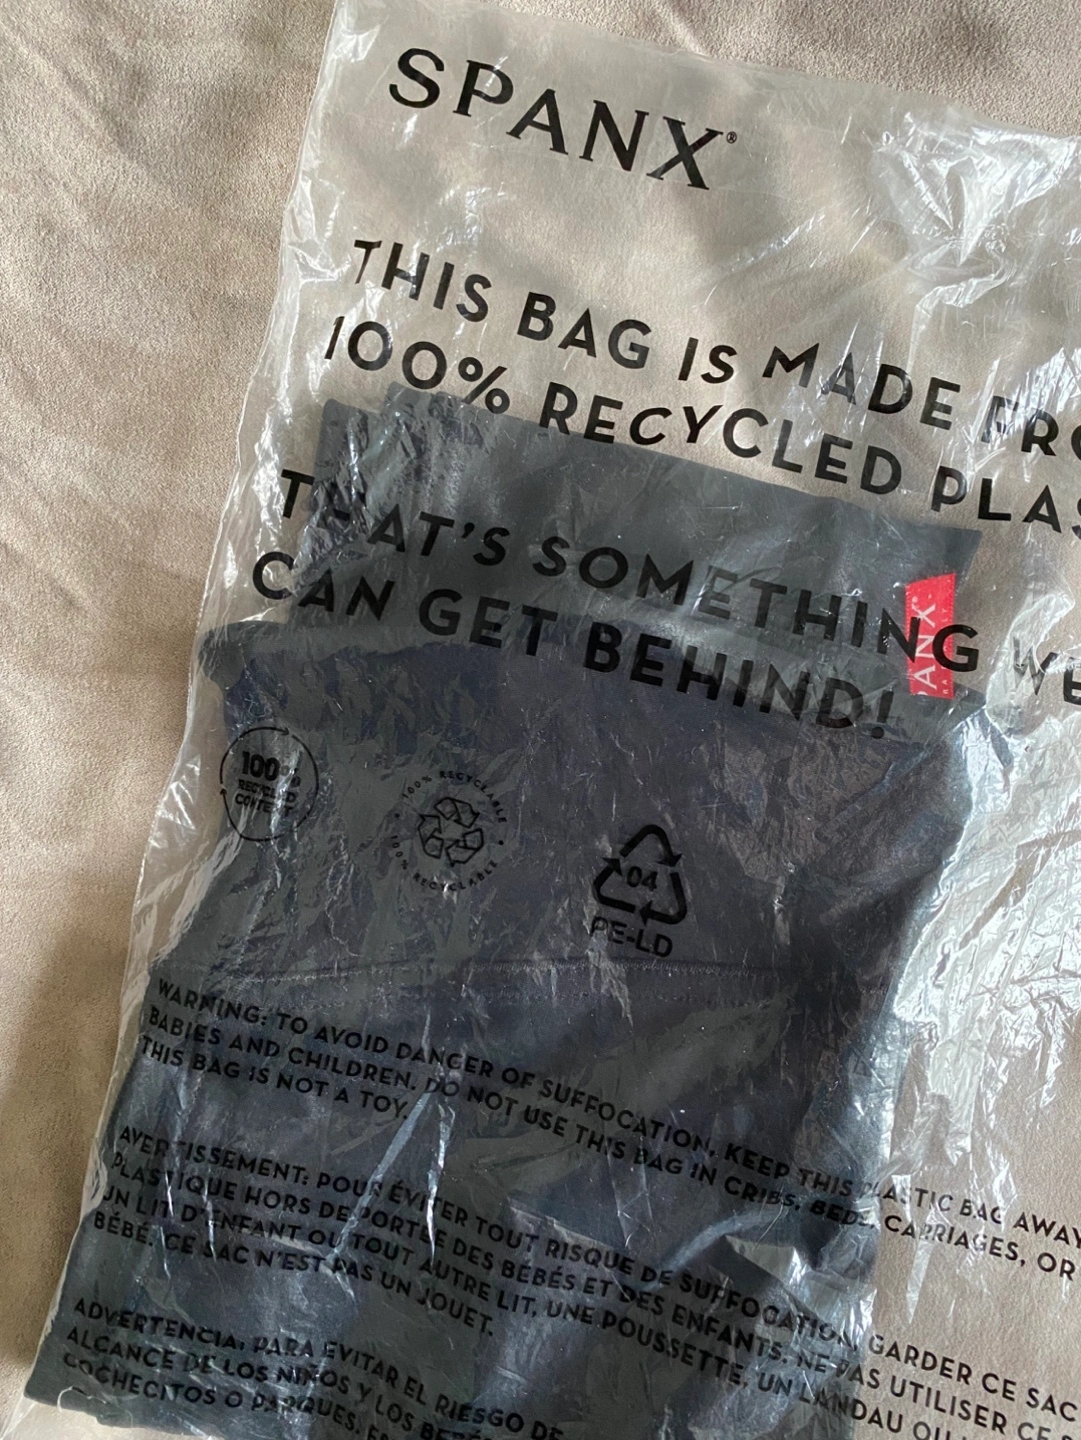 SPANX®
THIS BAG IS MADE FRO
100% RECYCLED PLAS
THAT'S SOMETHING WE
CAN GET BEHIND!
ANX®
100%
RECYCLED
CONTENT
100% RECYCLABLE
100% RECYCLABLE
04
PE-LD
WARNING: TO AVOID DANGER OF SUFFOCATION, KEEP THIS PLASTIC BAG AWAY
BABIES AND CHILDREN. DO NOT USE THIS BAG IN CRIBS, BEDS, CARRIAGES, OR
THIS BAG IS NOT A TOY.
AVERTISSEMENT: POUR ÉVITER TOUT RISQUE DE SUFFOCATION, GARDER CE SAC
PLASTIQUE HORS DE PORTÉE DES BÉBÉS ET DES ENFANTS. NE PAS UTILISER CE S
UN LIT D'ENFANT OU TOUT AUTRE LIT, UNE POUSSETTE, UN LANDAU OU
BÉBÉ. CE SAC N'EST PAS UN JOUET.
ADVERTENCIA: PARA EVITAR EL RIESGO DE
ALCANCE DE LOS NIÑOS Y LOS BEBÉ
COCHECITOS O PARQUES.